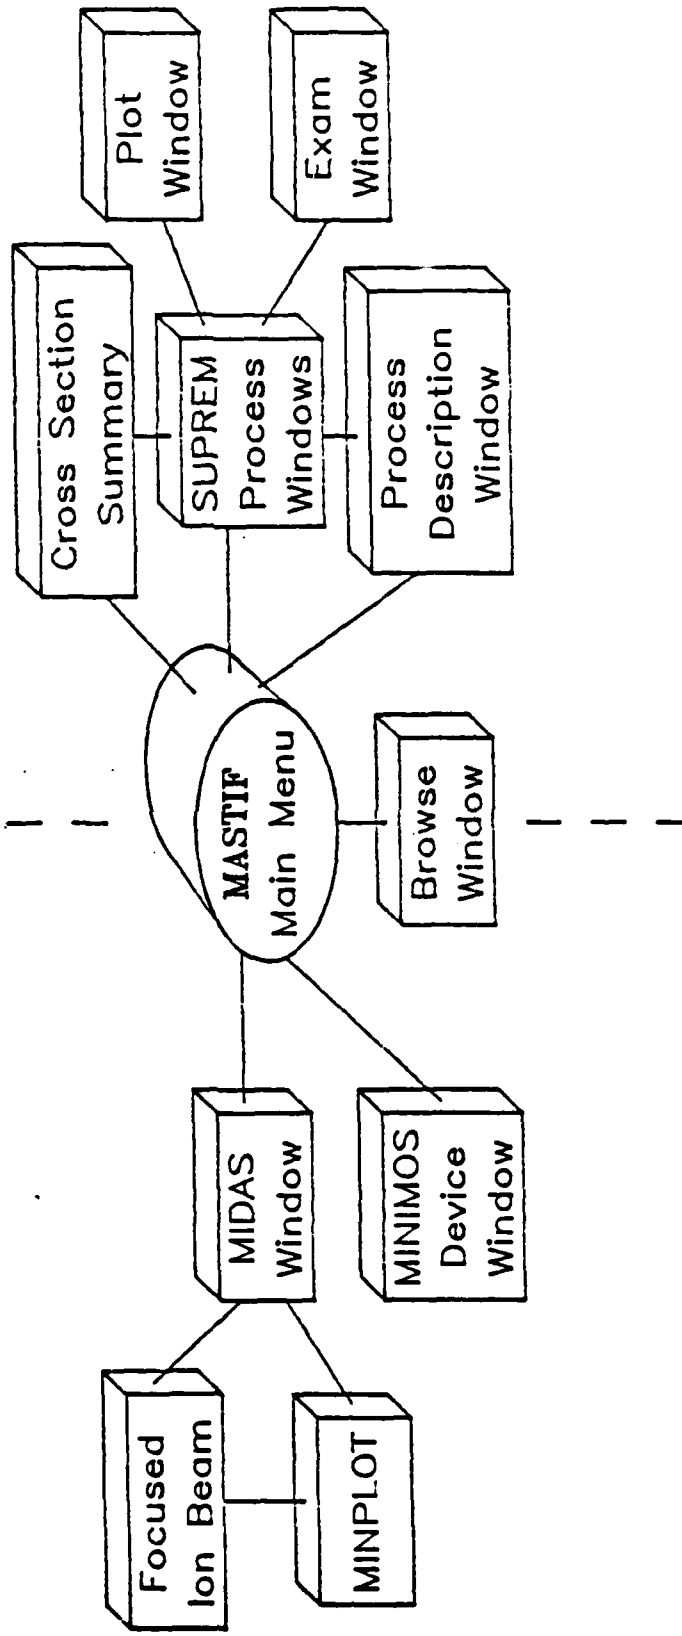 Focused
Ion Beam
MINPLOT
MIDAS
Window
MINIMOS
Device
Window
MASTIF
Main Menu
Browse
Window
Cross Section
Summary
SUPREM
Process
Windows
Process
Description
Window
Plot
Window
Exam
Window